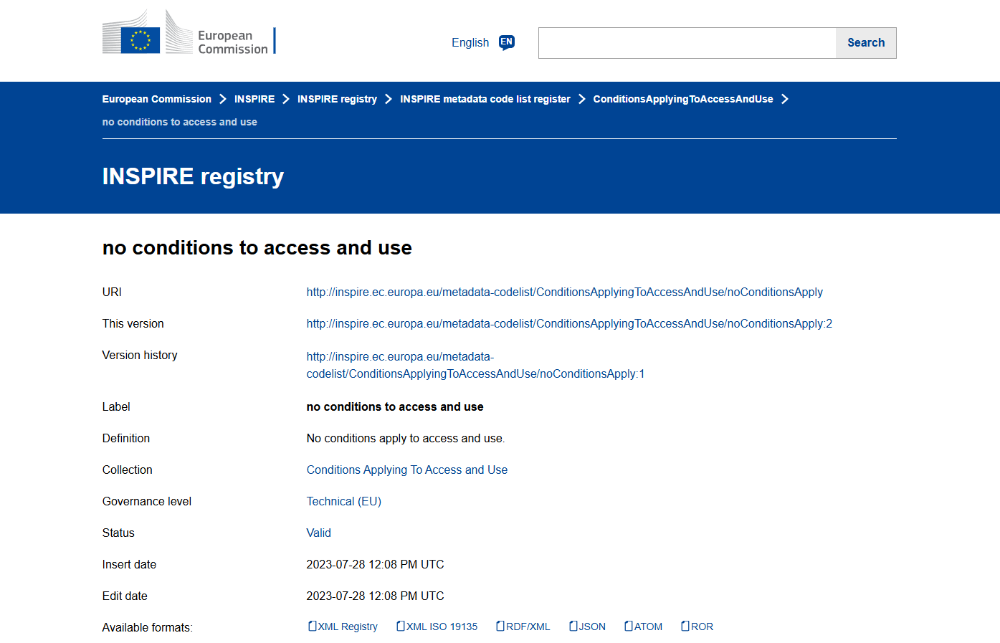 European
Commission
English EN
Search
European Commission INSPIRE INSPIRE registry INSPIRE metadata code list register ConditionsApplyingToAccessAndUse
no conditions to access and use
INSPIRE registry
no conditions to access and use
URI http://inspire.ec.europa.eu/metadata-codelist/ConditionsApplyingToAccessAndUse/noConditionsApply
This version http://inspire.ec.europa.eu/metadata-codelist/ConditionsApplyingToAccessAndUse/noConditionsApply:2
Version history http://inspire.ec.europa.eu/metadata-
codelist/ConditionsApplyingToAccessAndUse/noConditionsApply:1
Label no conditions to access and use
Definition No conditions apply to access and use.
Collection Conditions Applying To Access and Use
Governance level Technical (EU)
Status Valid
Insert date 2023-07-28 12:08 PM UTC
Edit date 2023-07-28 12:08 PM UTC
Available formats: XML Registry XML ISO 19135 RDF/XML JSON ATOM ROR